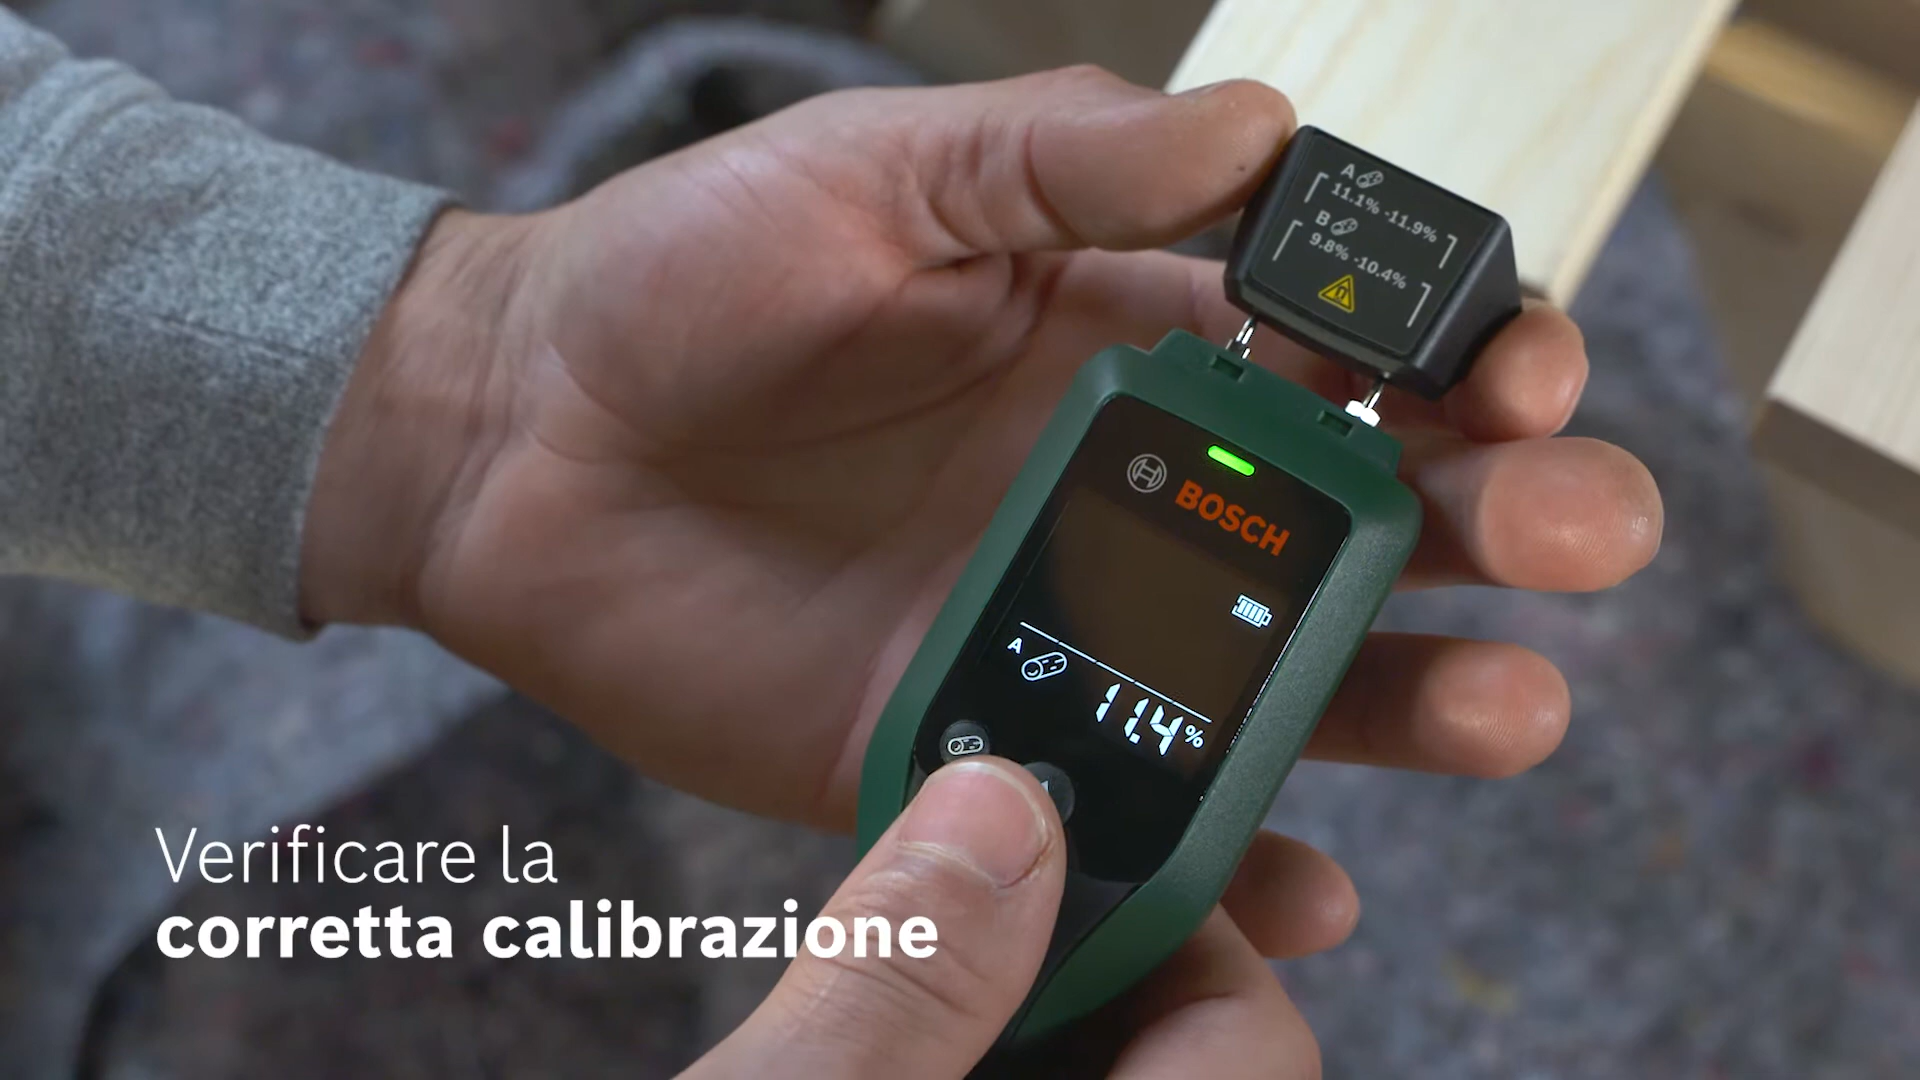 A
11.1% -11.9%
B
9.8% -10.4%
BOSCH
A
11.4%
Verificare la
corretta calibrazione